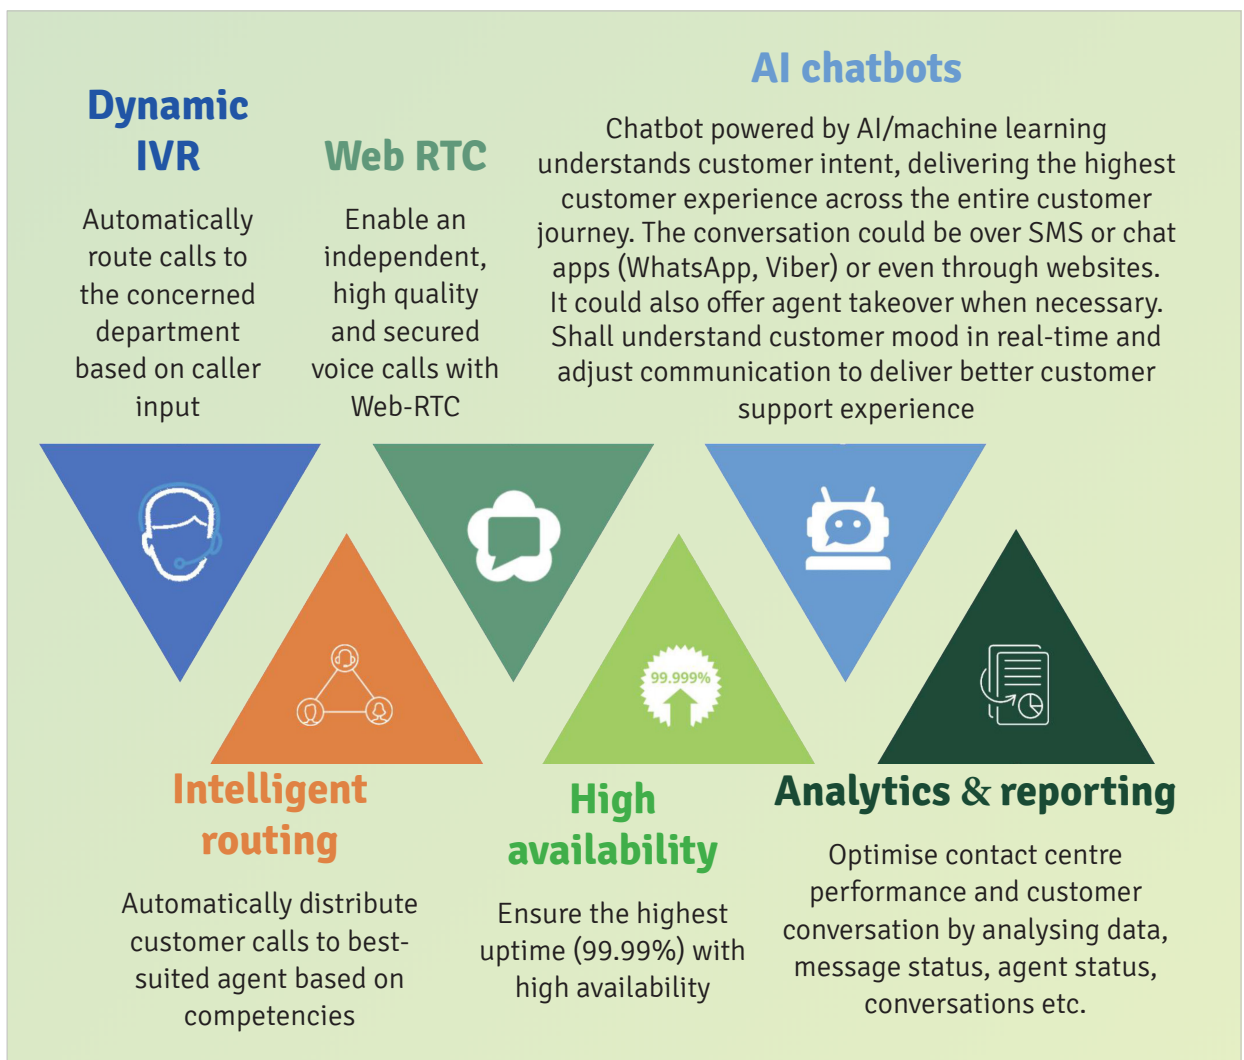 Dynamic
IVR
Automatically
route calls to
the concerned
department
based on caller
input
Web RTC
Enable an
independent,
high quality
and secured
voice calls with
Web-RTC
AI chatbots
Chatbot powered by AI/machine learning
understands customer intent, delivering the highest
customer experience across the entire customer
journey. The conversation could be over SMS or chat
apps (WhatsApp, Viber) or even through websites.
It could also offer agent takeover when necessary.
Shall understand customer mood in real-time and
adjust communication to deliver better customer
support experience
99.999%
Intelligent
routing
Automatically distribute
customer calls to best-
suited agent based on
competencies
High
availability
Ensure the highest
uptime (99.99%) with
high availability
Analytics & reporting
Optimise contact centre
performance and customer
conversation by analysing data,
message status, agent status,
conversations etc.